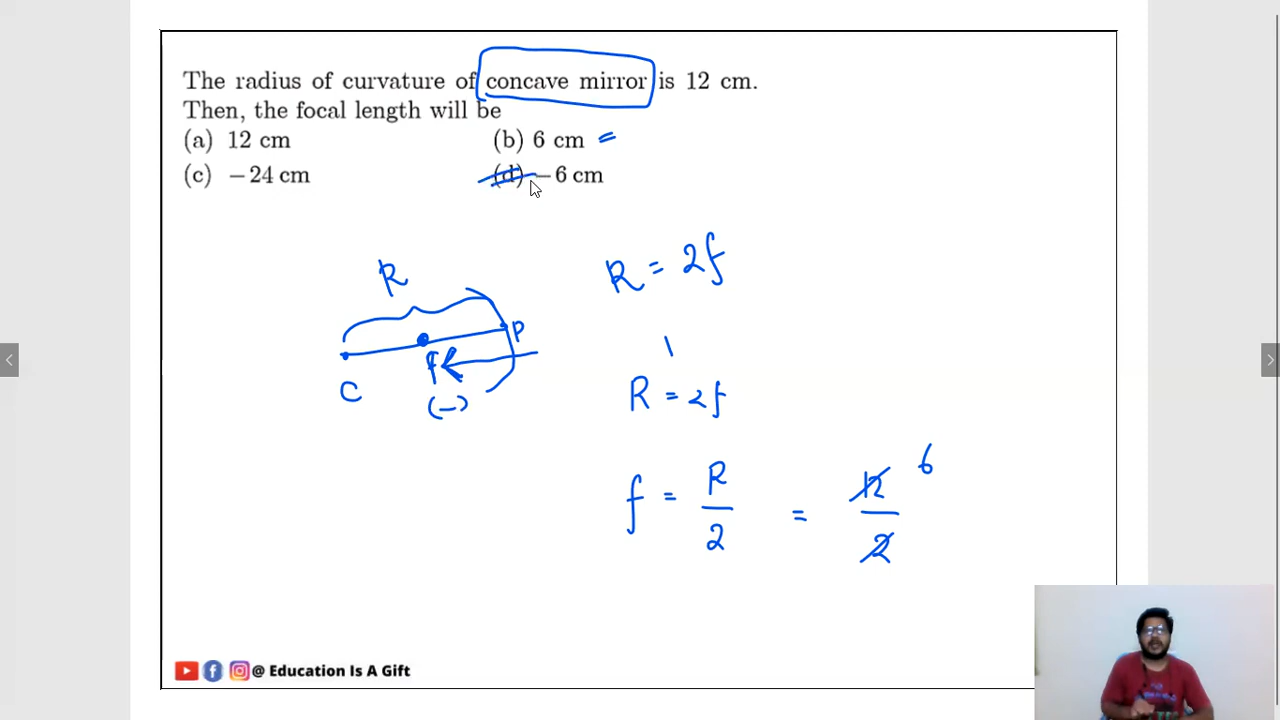 The radius of curvature of concave mirror is 12 cm.
Then, the focal length will be
(a) 12 cm (b) 6 cm =
(c) −24 cm (d) −6 cm
R
R = 2f
P
f
C
(−)
R = 2f
f = R/2 = 12/2 6
@ Education Is A Gift